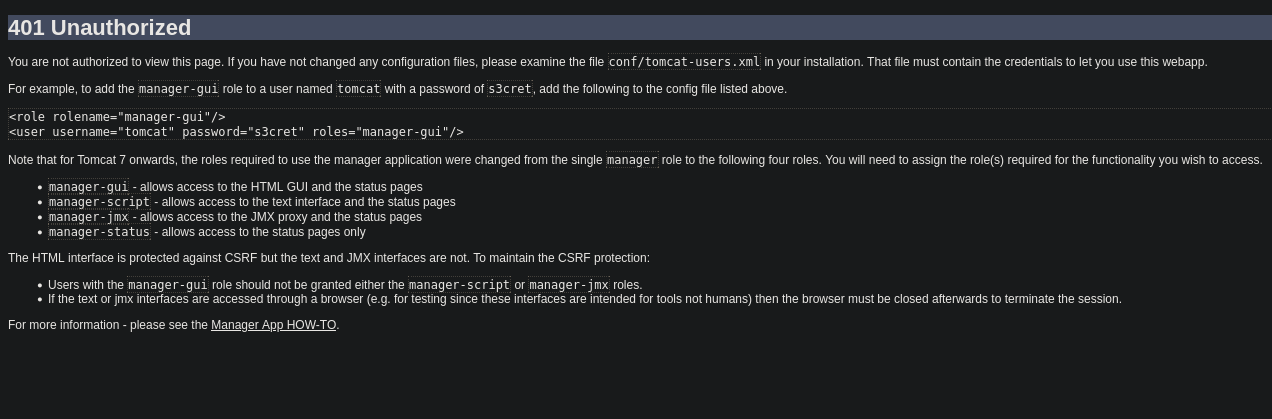 401 Unauthorized
You are not authorized to view this page. If you have not changed any configuration files, please examine the file conf/tomcat-users.xml in your installation. That file must contain the credentials to let you use this webapp.
For example, to add the manager-gui role to a user named tomcat with a password of s3cret, add the following to the config file listed above.
<role rolename="manager-gui"/>
<user username="tomcat" password="s3cret" roles="manager-gui"/>
Note that for Tomcat 7 onwards, the roles required to use the manager application were changed from the single manager role to the following four roles. You will need to assign the role(s) required for the functionality you wish to access.
• manager-gui - allows access to the HTML GUI and the status pages
• manager-script - allows access to the text interface and the status pages
• manager-jmx - allows access to the JMX proxy and the status pages
• manager-status - allows access to the status pages only
The HTML interface is protected against CSRF but the text and JMX interfaces are not. To maintain the CSRF protection:
• Users with the manager-gui role should not be granted either the manager-script or manager-jmx roles.
• If the text or jmx interfaces are accessed through a browser (e.g. for testing since these interfaces are intended for tools not humans) then the browser must be closed afterwards to terminate the session.
For more information - please see the Manager App HOW-TO.